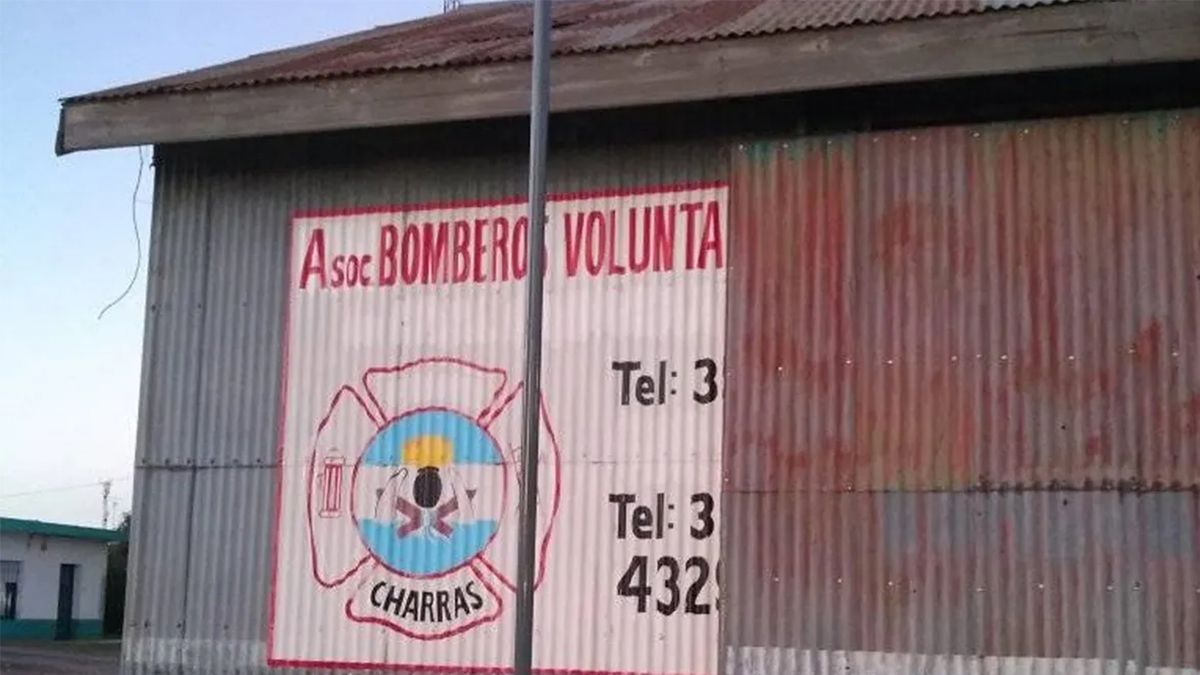 Asoc BOMBEROS VOLUNTA
Tel: 3
Tel: 3
432
CHARRAS